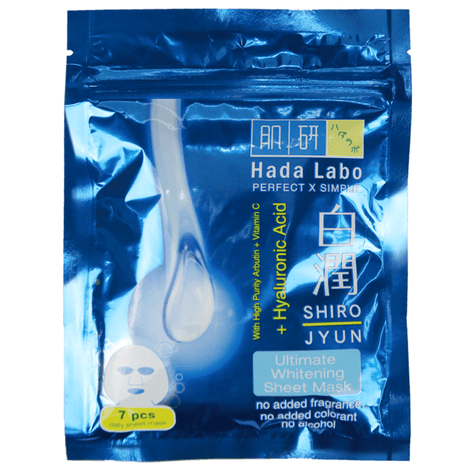 肌研
ハダラボ
Hada Labo
PERFECT X SIMPLE
白潤
SHIRO
JYUN
With High Purity Arbutin + Vitamin C
+ Hyaluronic Acid
Ultimate
Whitening
Sheet Mask
no added fragrance
no added colorant
no alcohol
7 pcs
daily sheet mask